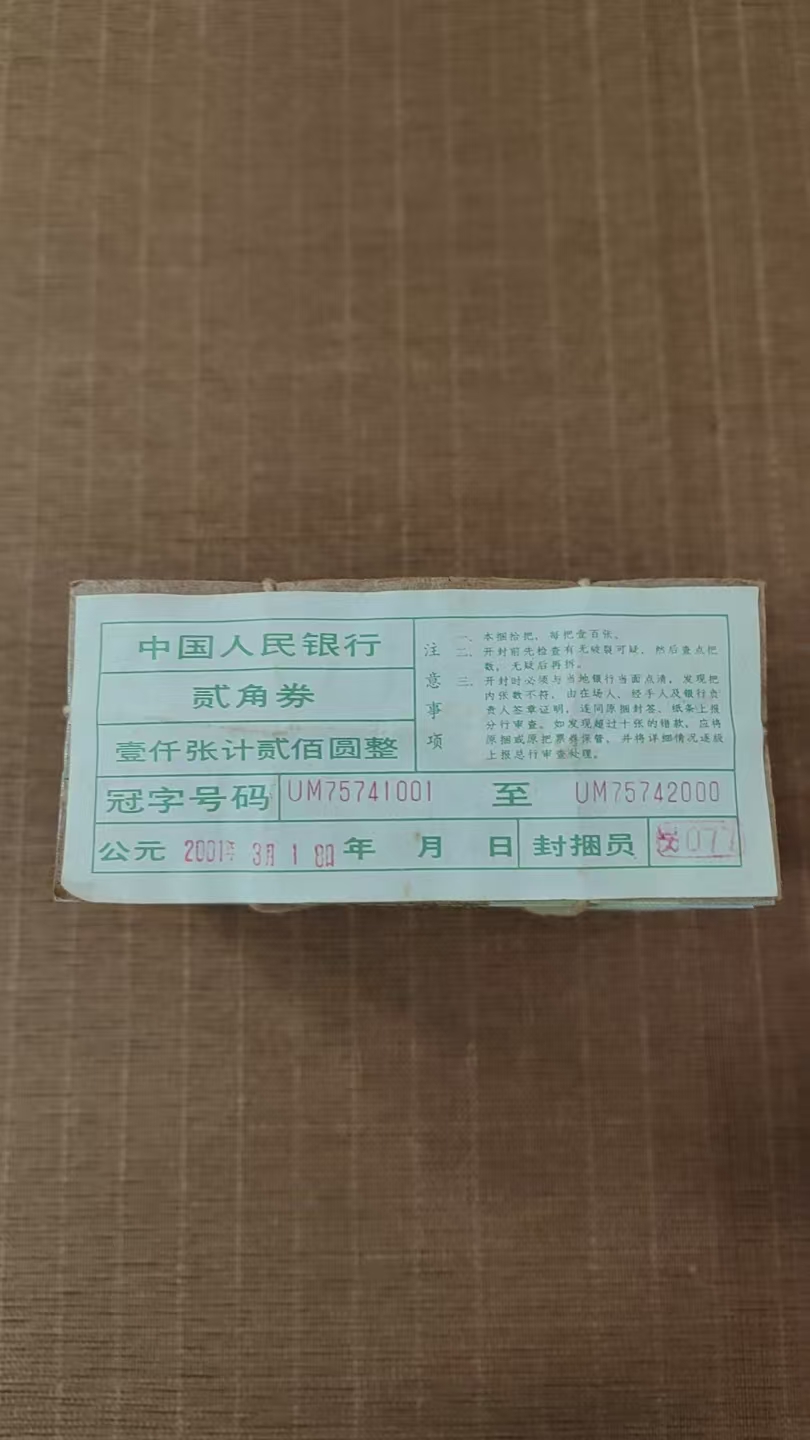 中国人民银行
贰角券
壹仟张计贰佰圆整
注意事项
一、本捆拾把，每把壹百张。
二、开封前先检查有无破裂可疑，然后查点把
数，无疑后再拆。
三、开封时必须与当地银行当面点清，发现把
内张数不符，由在场人、经手人及银行负
责人签章证明，连同原捆封签、纸条上报
分行审查。如发现超过十张的错款，应将
原捆或原把票券保管，并将详细情况逐级
上报总行审查处理。
冠字号码 UM75741001 至 UM75742000
公元 2001年 3月 18日 年 月 日 封捆员 077